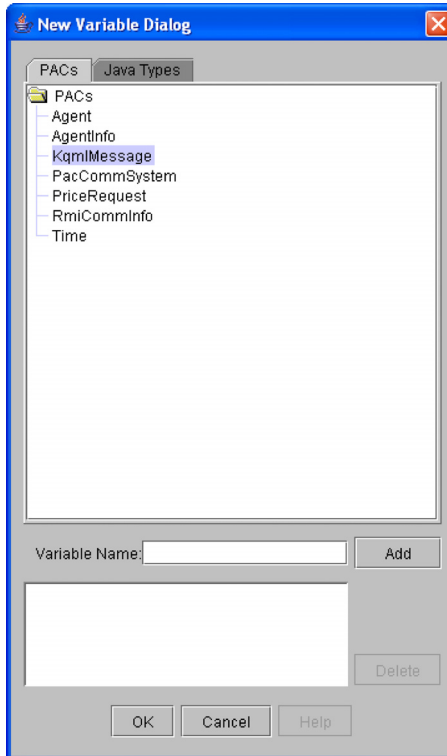 New Variable Dialog
PACs Java Types
PACs
Agent
AgentInfo
KqmlMessage
PacCommSystem
PriceRequest
RmiCommInfo
Time
Variable Name: Add
Delete
OK Cancel Help